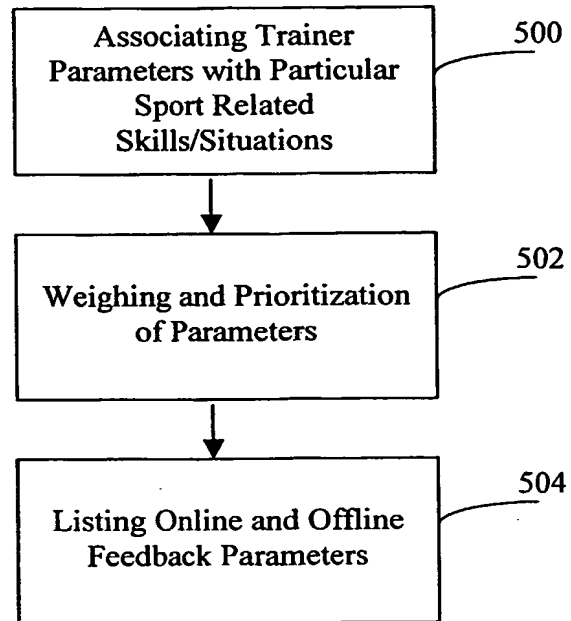 Associating Trainer
Parameters with Particular
Sport Related
Skills/Situations
500
Weighing and Prioritization
of Parameters
502
Listing Online and Offline
Feedback Parameters
504